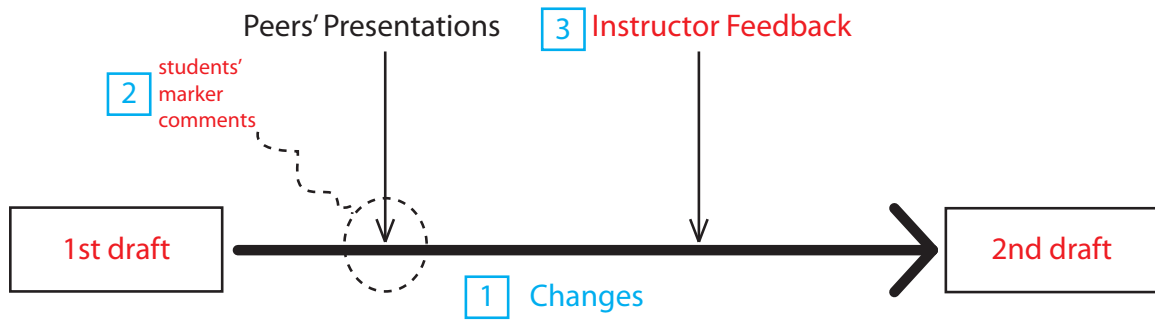 Peers’ Presentations
3 Instructor Feedback
2 students’
marker
comments
1st draft
2nd draft
1 Changes